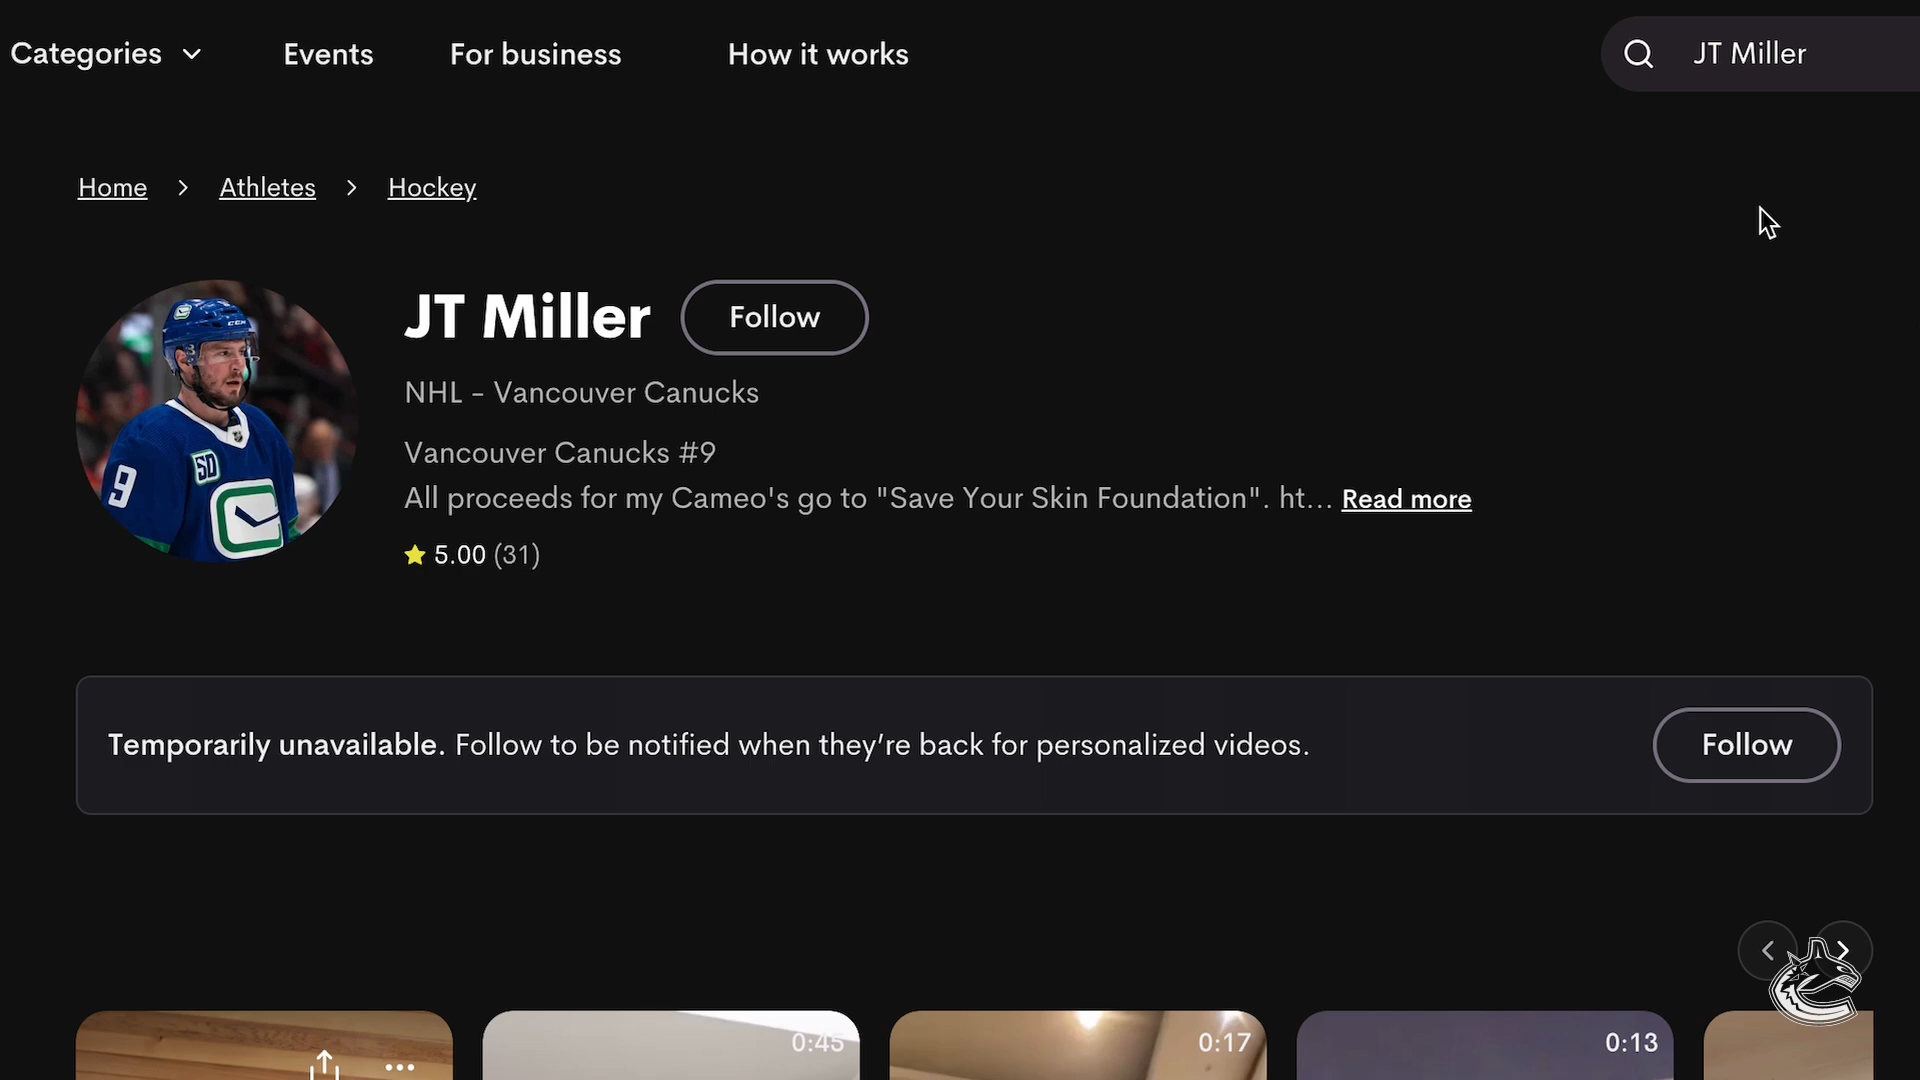 Categories
Events
For business
How it works
JT Miller
Home
Athletes
Hockey
JT Miller
Follow
NHL - Vancouver Canucks
Vancouver Canucks #9
All proceeds for my Cameo's go to "Save Your Skin Foundation". ht... Read more
5.00 (31)
CCM
50
9
Temporarily unavailable. Follow to be notified when they're back for personalized videos.
Follow
0:45
0:17
0:13